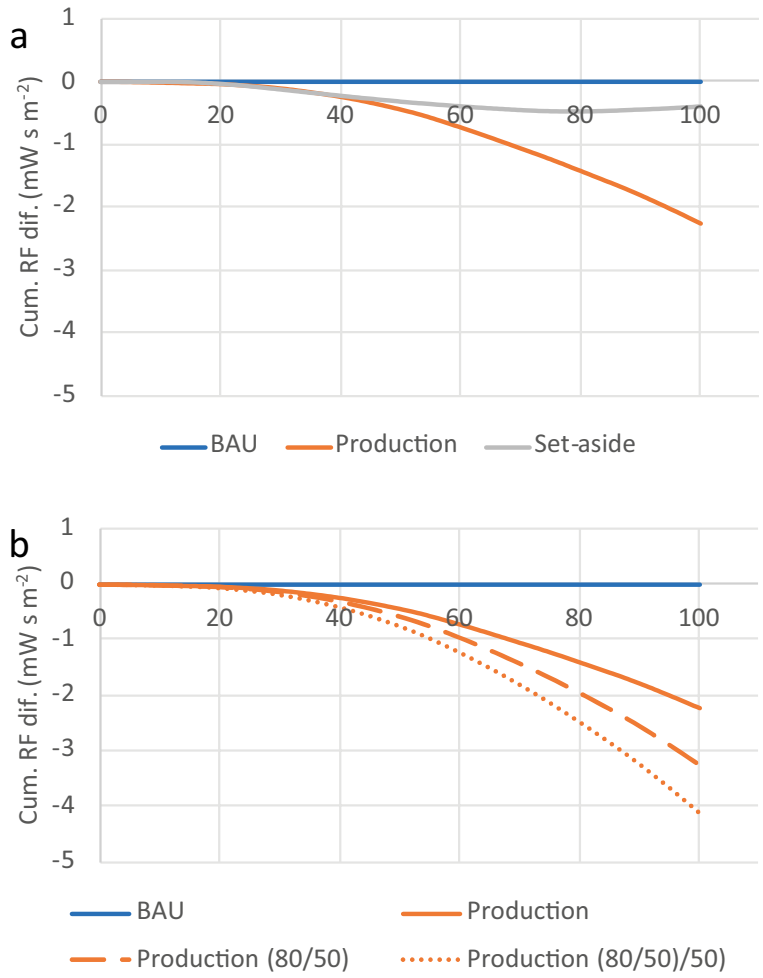 a
1
0
-1
-2
-3
-4
-5
Cum. RF dif. (mW s m-2)
0 20 40 60 80 100
BAU Production Set-aside
b
1
0
-1
-2
-3
-4
-5
Cum. RF dif. (mW s m-2)
0 20 40 60 80 100
BAU Production
Production (80/50) Production (80/50)/50